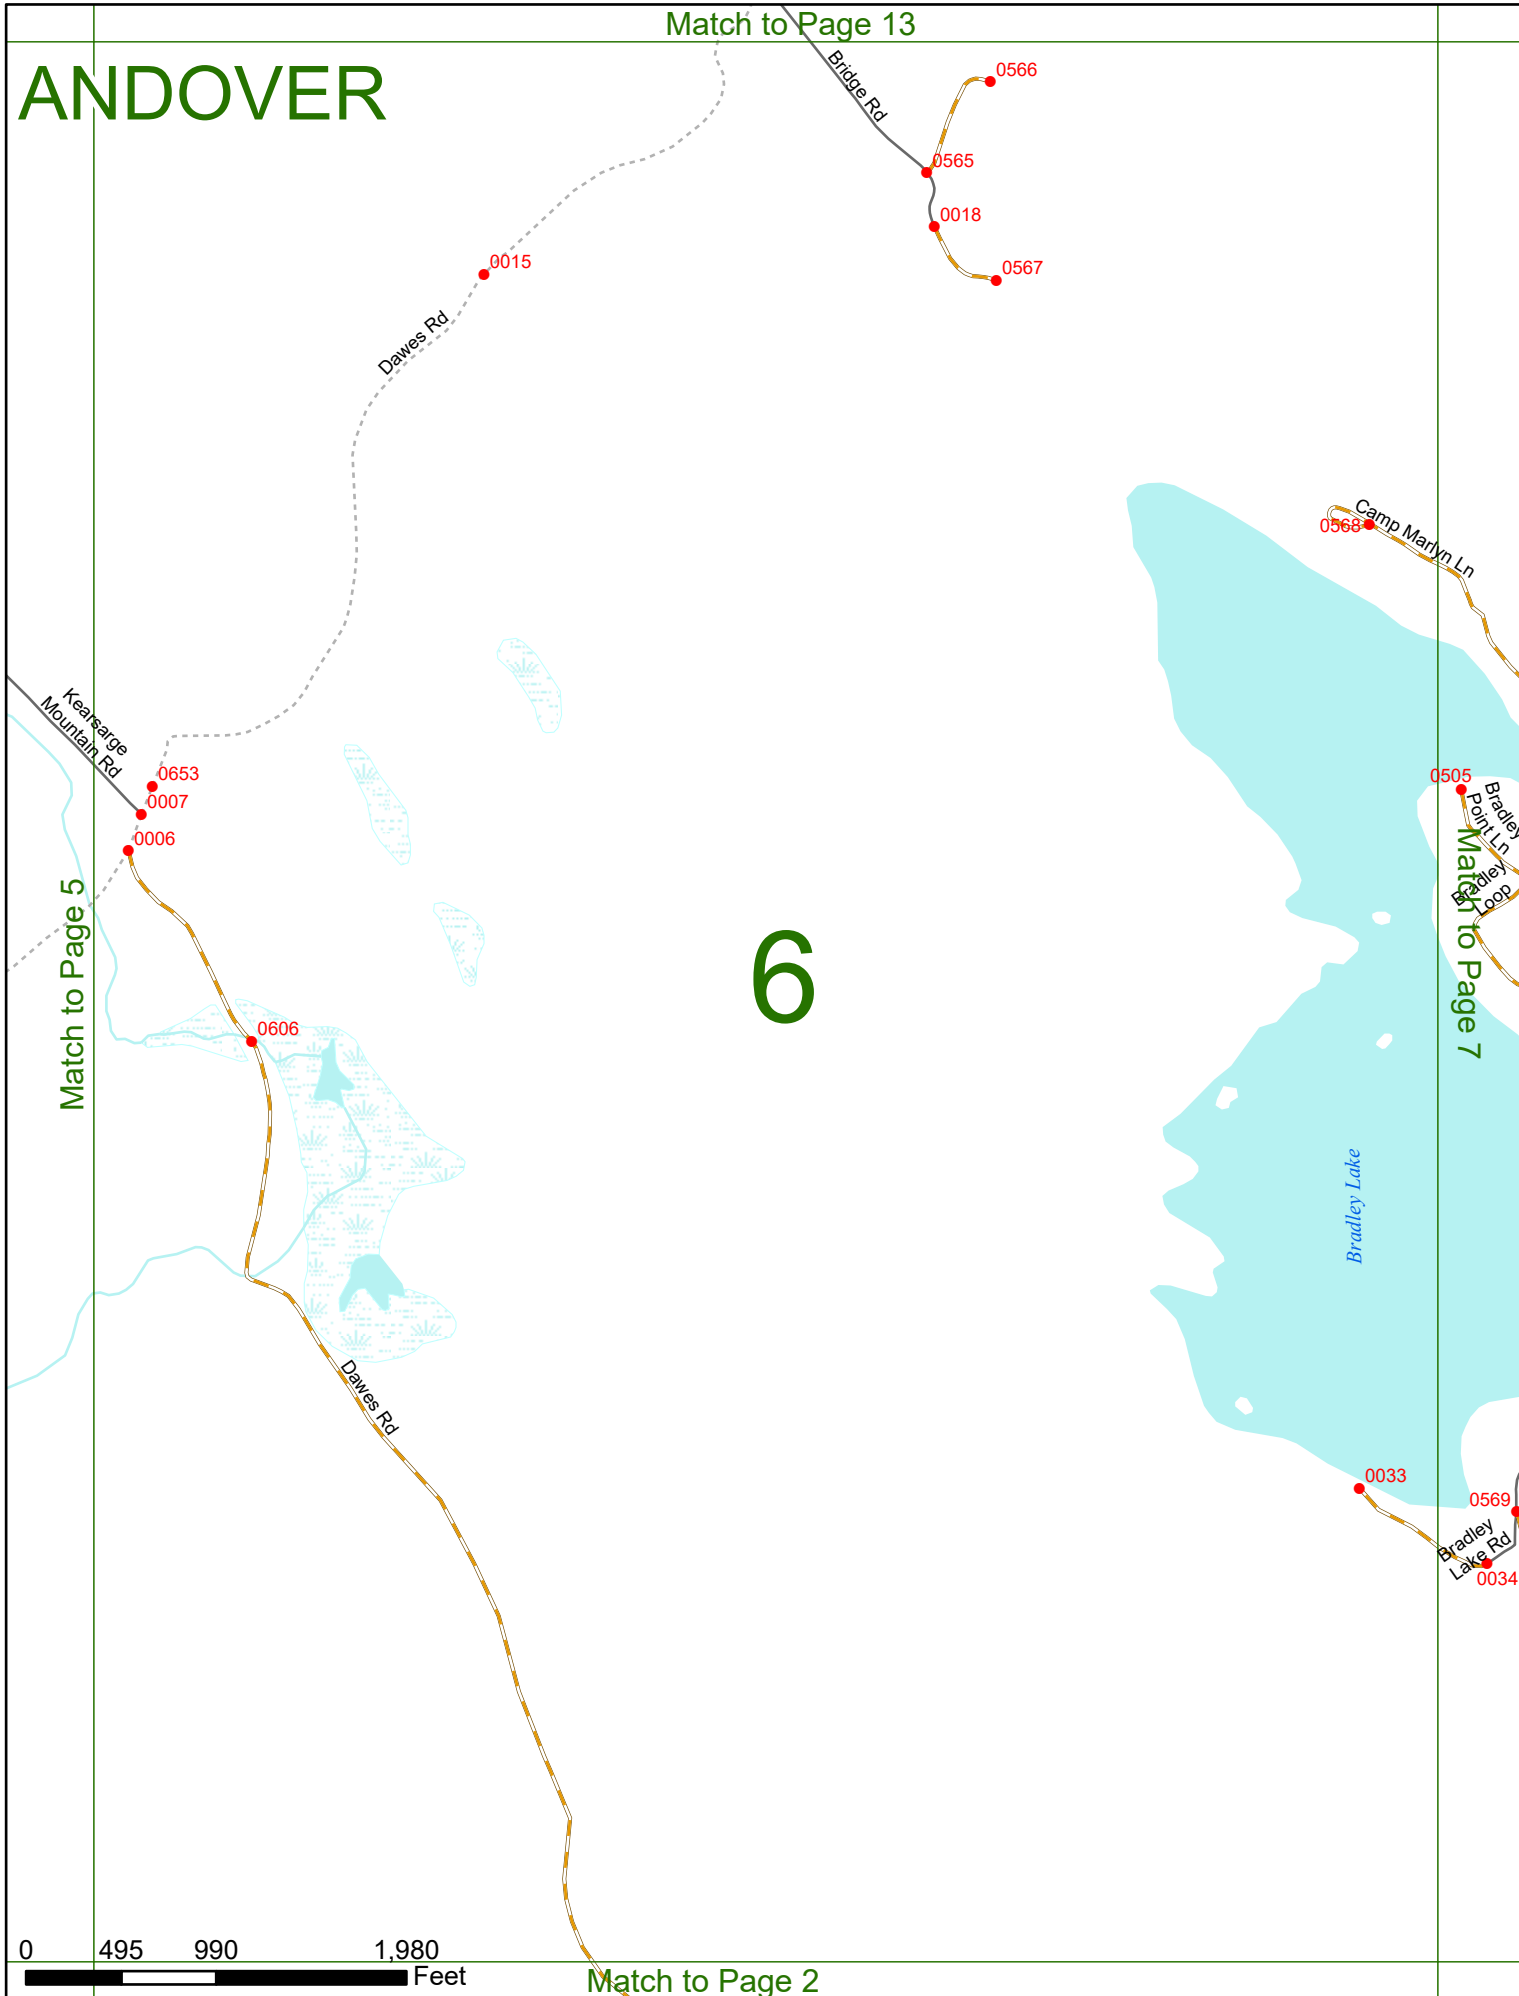 Match to Page 13
ANDOVER
Bridge Rd
0566
0565
0018
0567
0015
Dawes Rd
Camp Marlyn Ln
0568
Kearsarge
Mountain Rd
0653
0007
0006
0505
Bradley
Point Ln
Bradley
Loop
Match to Page 5
6
Match to Page 7
0606
Bradley Lake
Dawes Rd
0033
0569
Bradley
Lake Rd
0034
0 495 990 1,980
Feet
Match to Page 2